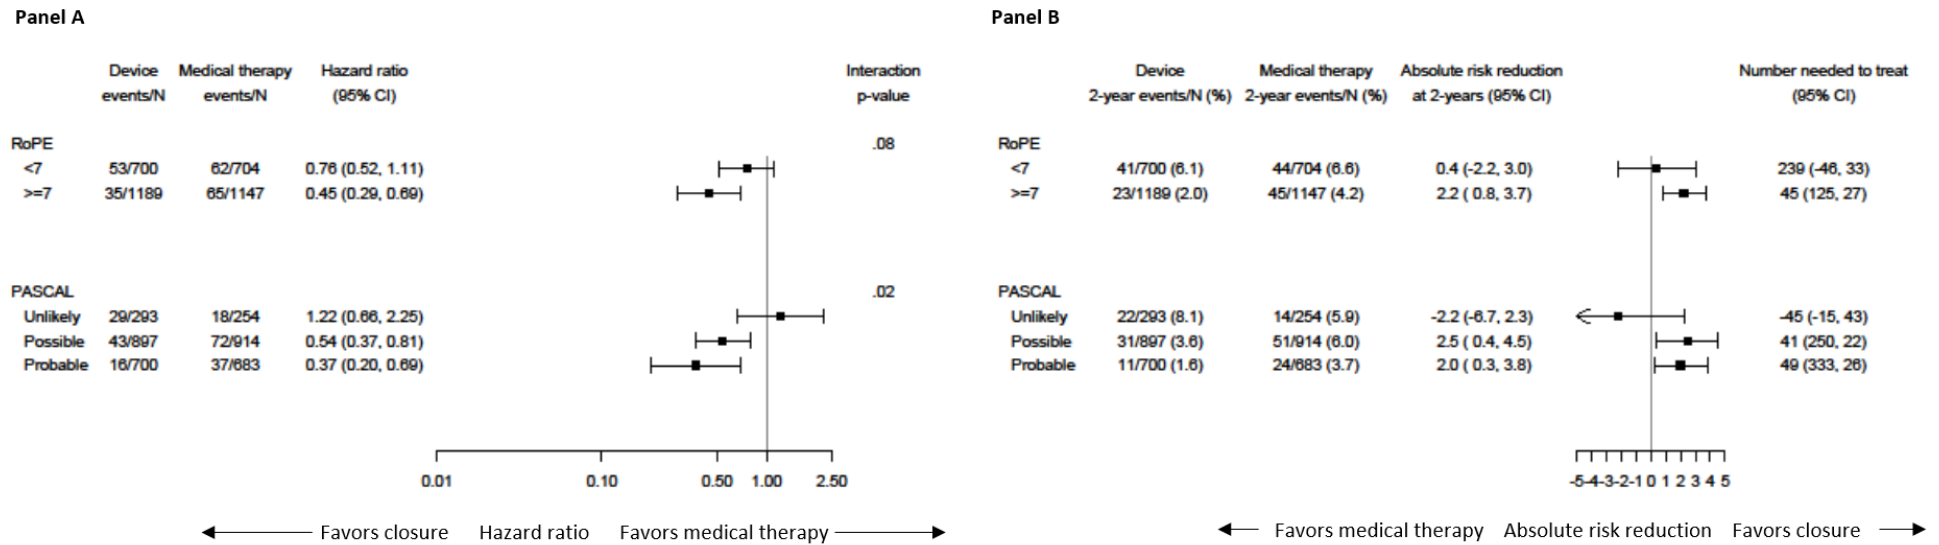 Panel A
Device Medical therapy Hazard ratio Interaction
events/N events/N (95% CI) p-value
RoPE .08
<7 53/700 62/704 0.76 (0.52, 1.11)
>=7 35/1189 65/1147 0.45 (0.29, 0.69)
PASCAL .02
Unlikely 29/293 18/254 1.22 (0.66, 2.25)
Possible 43/897 72/914 0.54 (0.37, 0.81)
Probable 16/700 37/683 0.37 (0.20, 0.69)
0.01 0.10 0.50 1.00 2.50
Favors closure Hazard ratio Favors medical therapy
Panel B
Device Medical therapy Absolute risk reduction Number needed to treat
2-year events/N (%) 2-year events/N (%) at 2-years (95% CI) (95% CI)
RoPE
<7 41/700 (6.1) 44/704 (6.6) 0.4 (-2.2, 3.0) 239 (-46, 33)
>=7 23/1189 (2.0) 45/1147 (4.2) 2.2 ( 0.8, 3.7) 45 (125, 27)
PASCAL
Unlikely 22/293 (8.1) 14/254 (5.9) -2.2 (-6.7, 2.3) -45 (-15, 43)
Possible 31/897 (3.6) 51/914 (6.0) 2.5 ( 0.4, 4.5) 41 (250, 22)
Probable 11/700 (1.6) 24/683 (3.7) 2.0 ( 0.3, 3.8) 49 (333, 26)
-5-4-3-2-1 0 1 2 3 4 5
Favors medical therapy Absolute risk reduction Favors closure